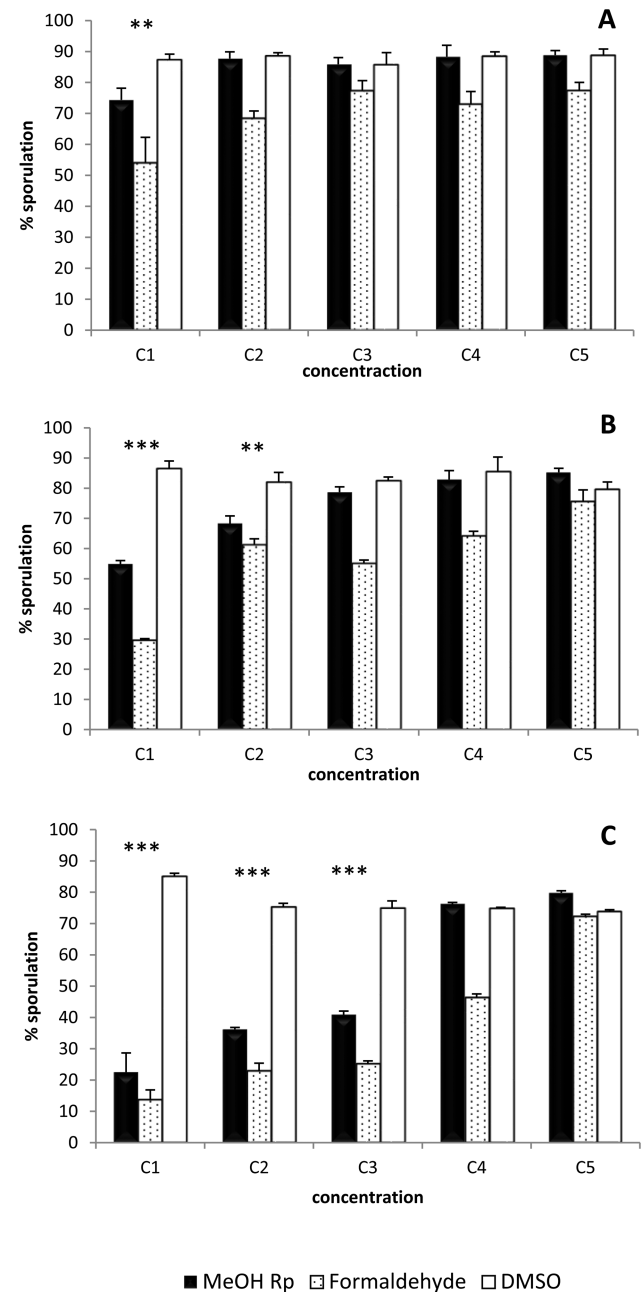 A
**
% sporulation
100
90
80
70
60
50
40
30
20
10
0
C1 C2 C3 C4 C5
concentraction
B
*** **
% sporulation
100
90
80
70
60
50
40
30
20
10
0
C1 C2 C3 C4 C5
concentration
C
*** *** ***
% sporulation
100
90
80
70
60
50
40
30
20
10
0
C1 C2 C3 C4 C5
concentration
MeOH Rp Formaldehyde DMSO